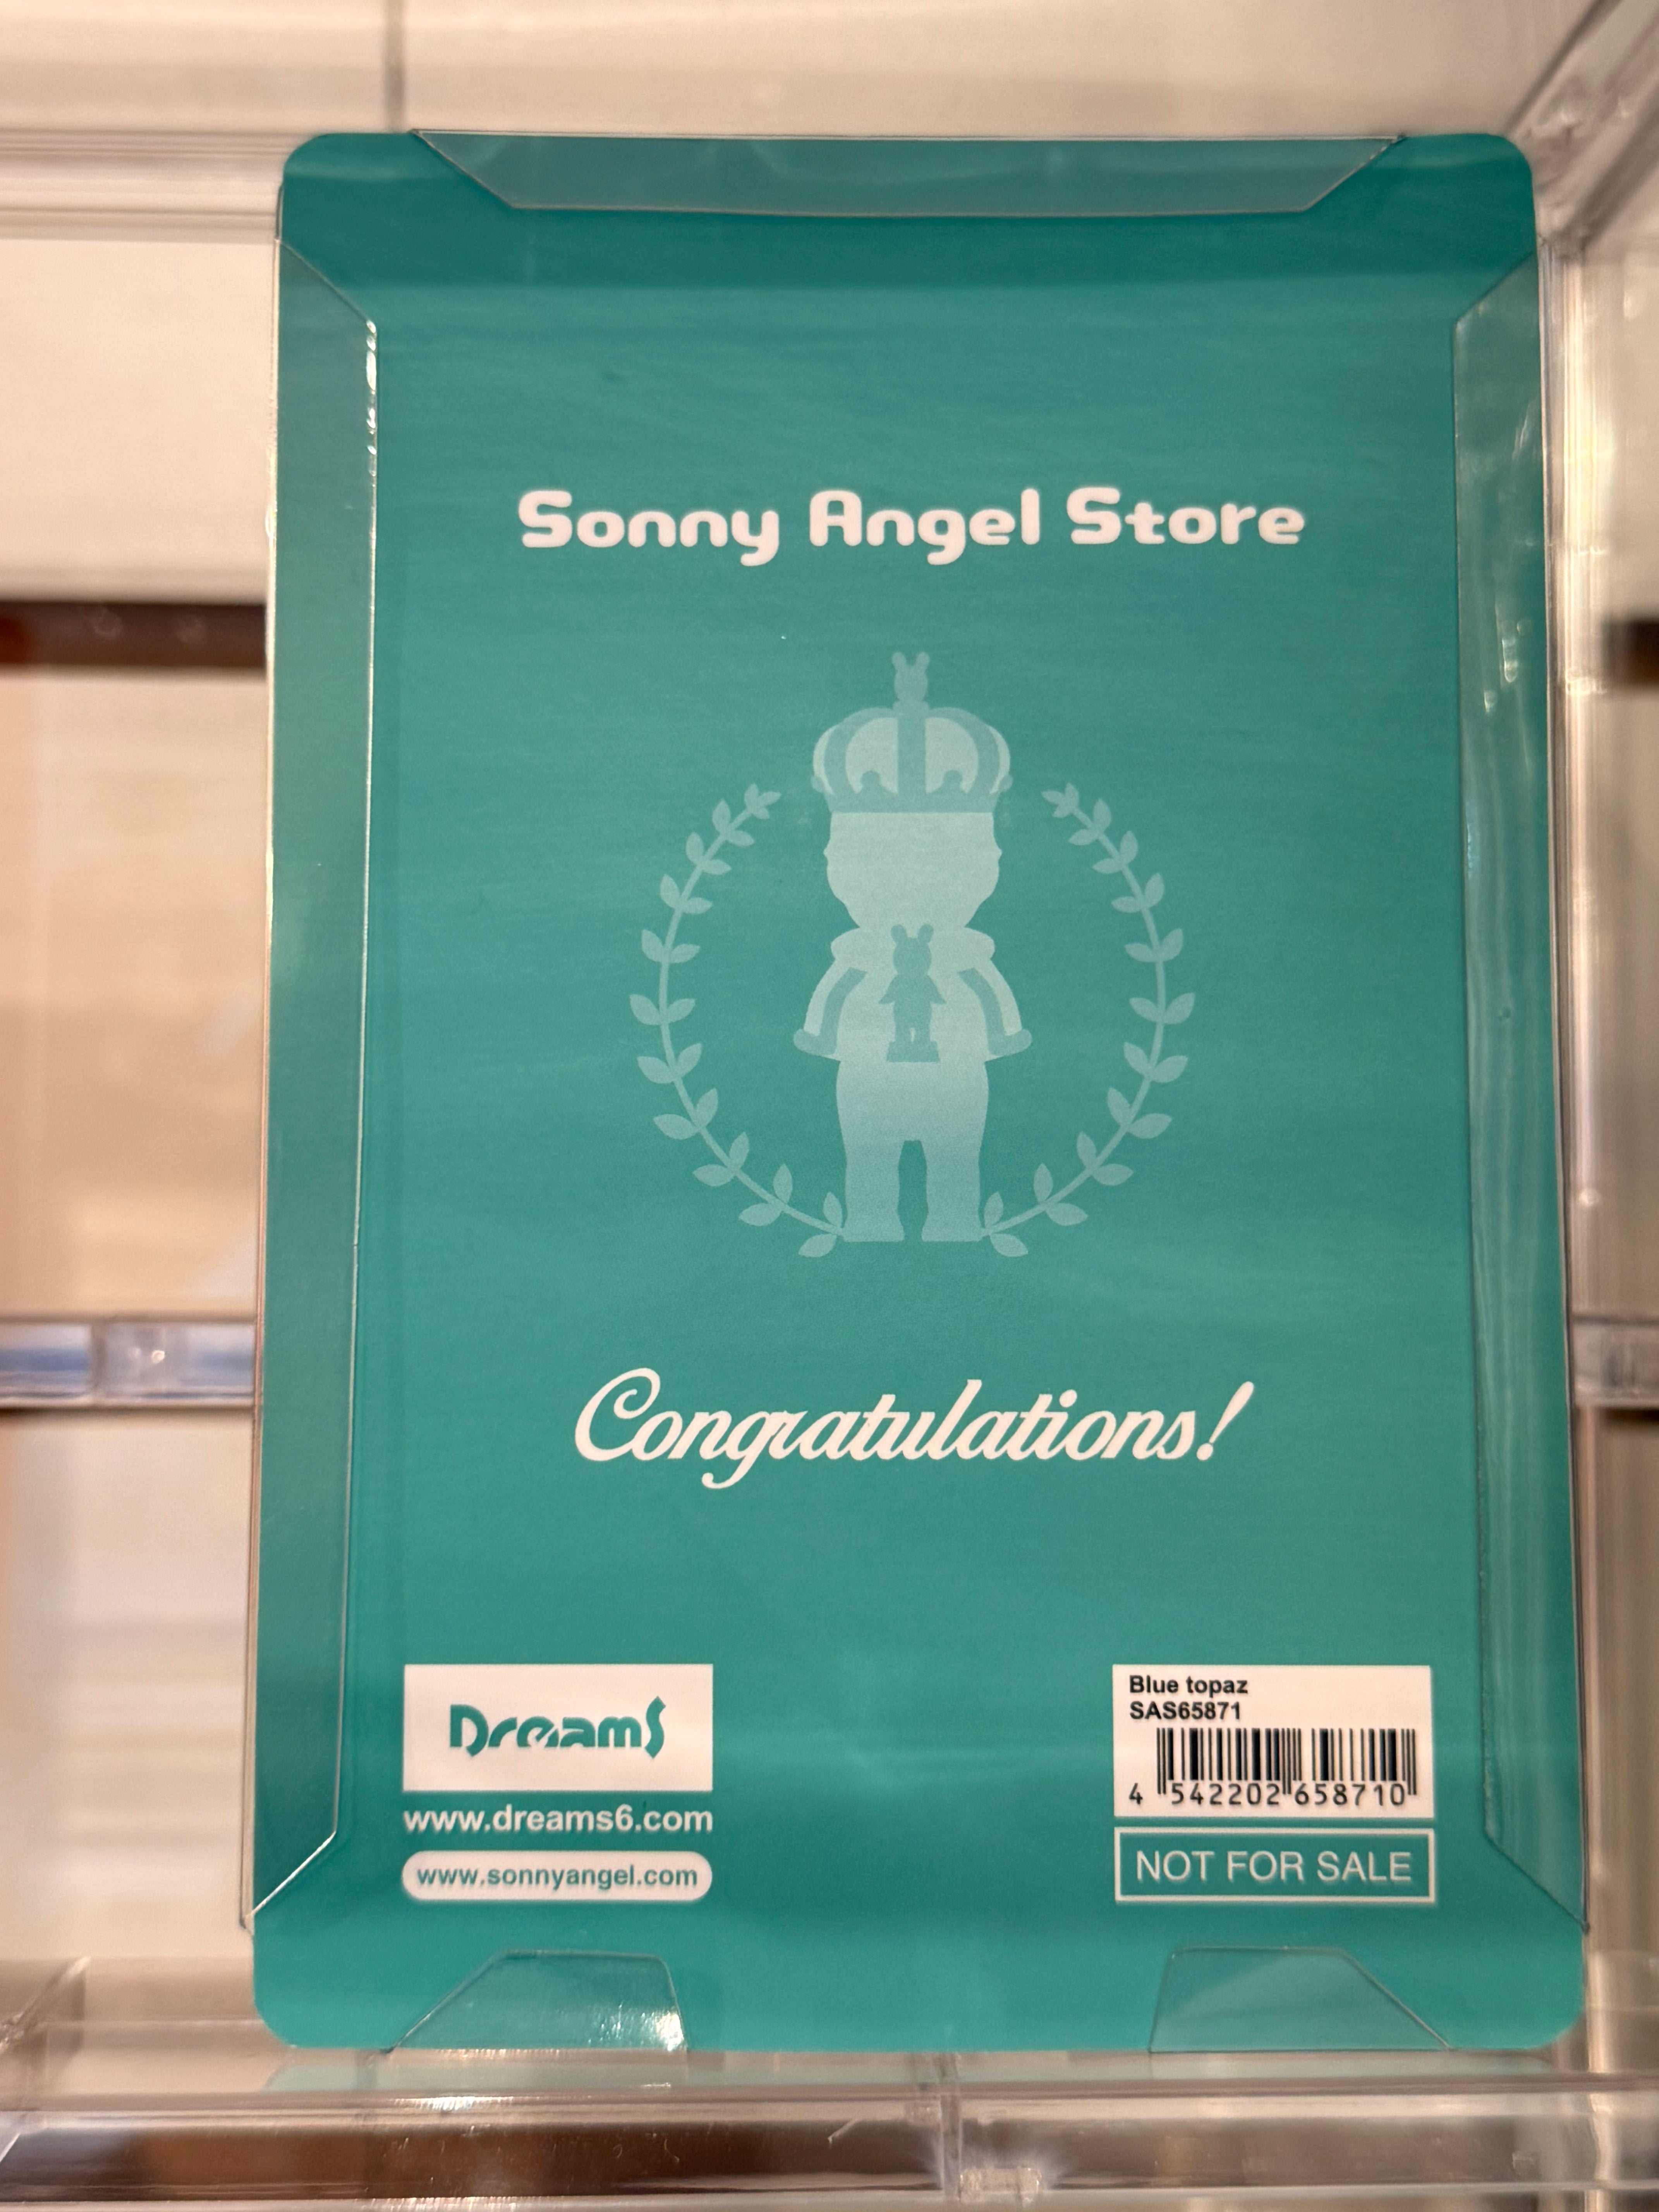 Sonny Angel Store
Congratulations!
Dreams
www.dreams6.com
www.sonnyangel.com
Blue topaz
SAS65871
4 542202 658710
NOT FOR SALE